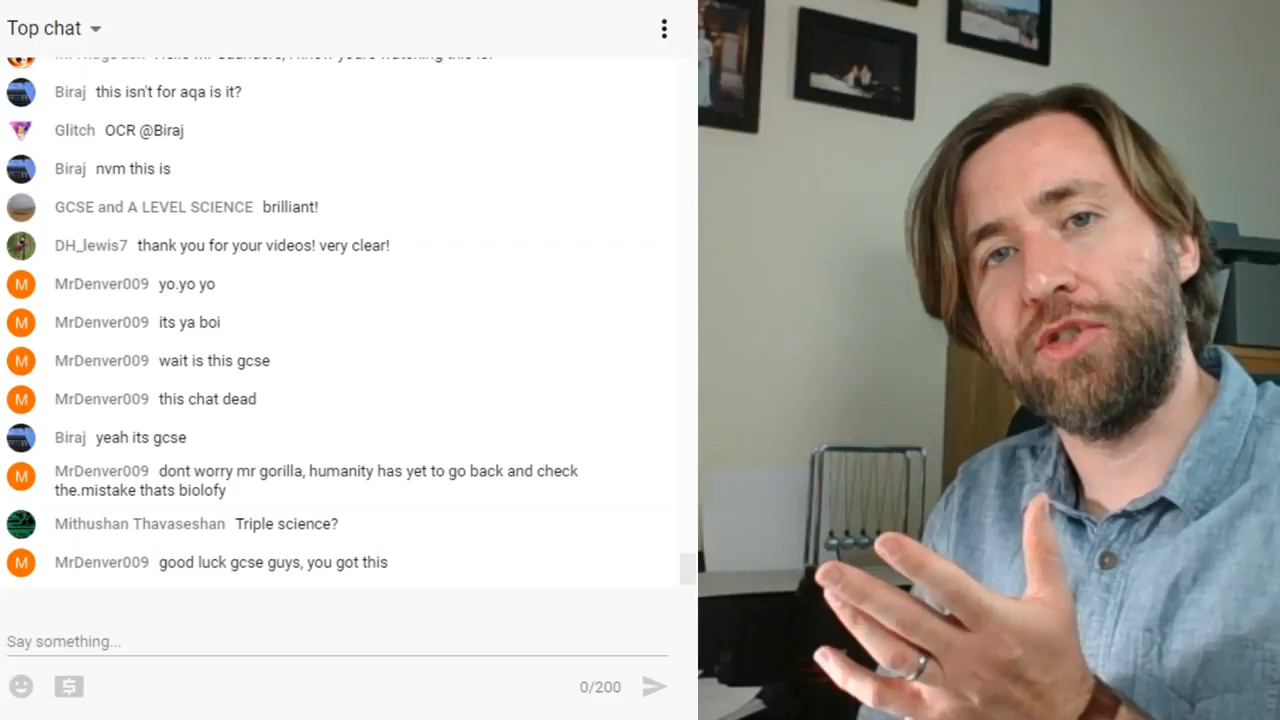 Top chat
Biraj this isn't for aqa is it?
Glitch OCR @Biraj
Biraj nvm this is
GCSE and A LEVEL SCIENCE brilliant!
DH_lewis7 thank you for your videos! very clear!
M MrDenver009 yo.yo yo
M MrDenver009 its ya boi
M MrDenver009 wait is this gcse
M MrDenver009 this chat dead
Biraj yeah its gcse
M MrDenver009 dont worry mr gorilla, humanity has yet to go back and check
the.mistake thats biolofy
Mithushan Thavaseshan Triple science?
M MrDenver009 good luck gcse guys, you got this
Say something...
0/200